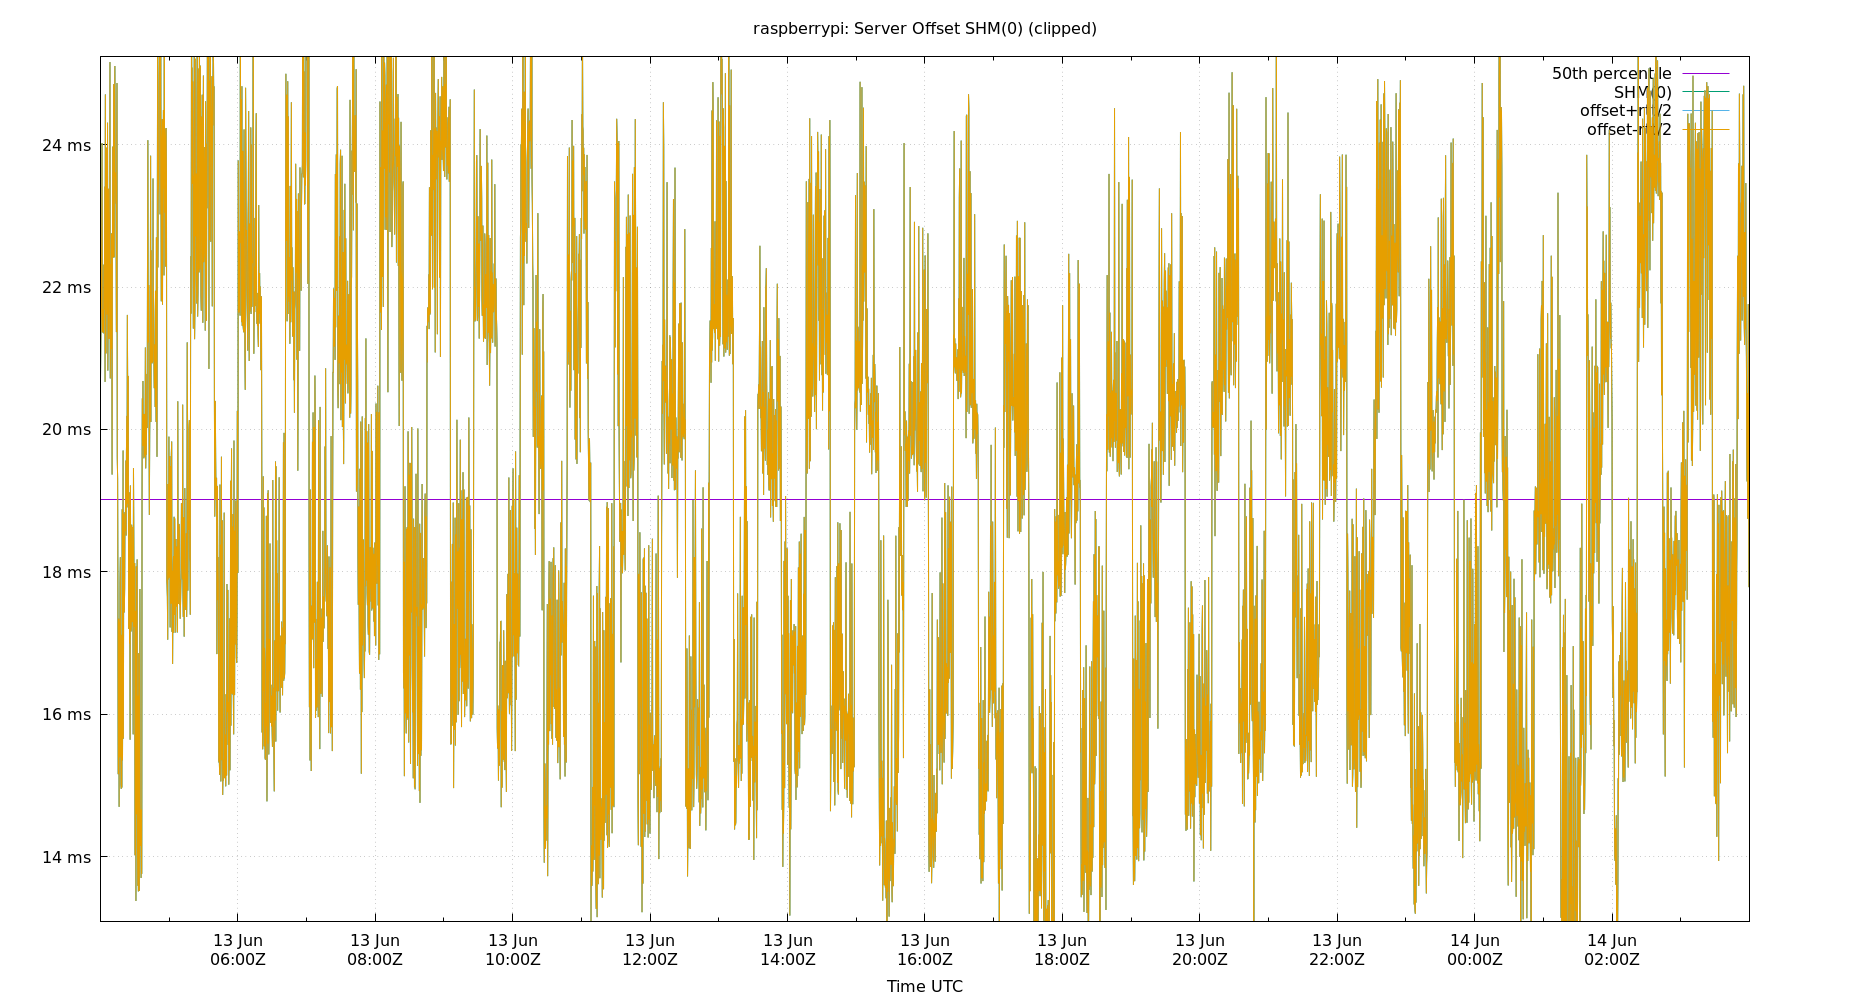 raspberrypi: Server Offset SHM(0) (clipped)
50th percentile
SHM(0)
offset+rtt/2
offset-rtt/2
24 ms
22 ms
20 ms
18 ms
16 ms
14 ms
13 Jun 13 Jun 13 Jun 13 Jun 13 Jun 13 Jun 13 Jun 13 Jun 13 Jun 14 Jun 14 Jun
06:00Z 08:00Z 10:00Z 12:00Z 14:00Z 16:00Z 18:00Z 20:00Z 22:00Z 00:00Z 02:00Z
Time UTC